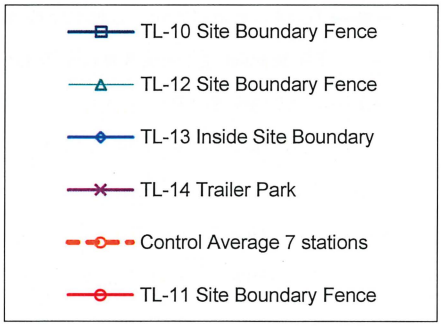 TL-10 Site Boundary Fence
TL-12 Site Boundary Fence
TL-13 Inside Site Boundary
TL-14 Trailer Park
Control Average 7 stations
TL-11 Site Boundary Fence